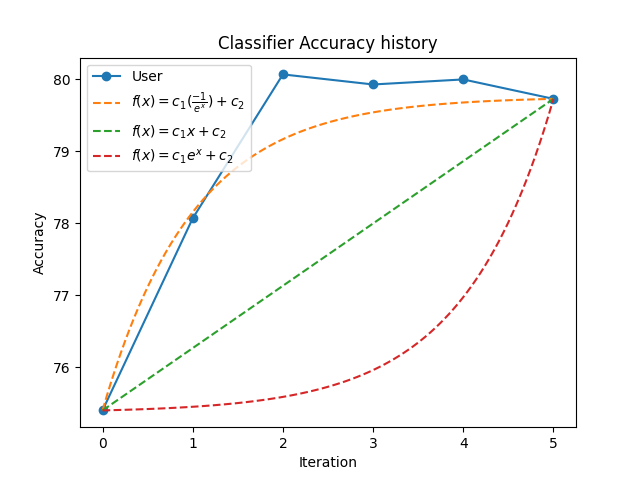 Classifier Accuracy history
User
f(x) = c₁(-1/eˣ) + c₂
f(x) = c₁x + c₂
f(x) = c₁eˣ + c₂
80
79
78
77
76
Accuracy
0 1 2 3 4 5
Iteration